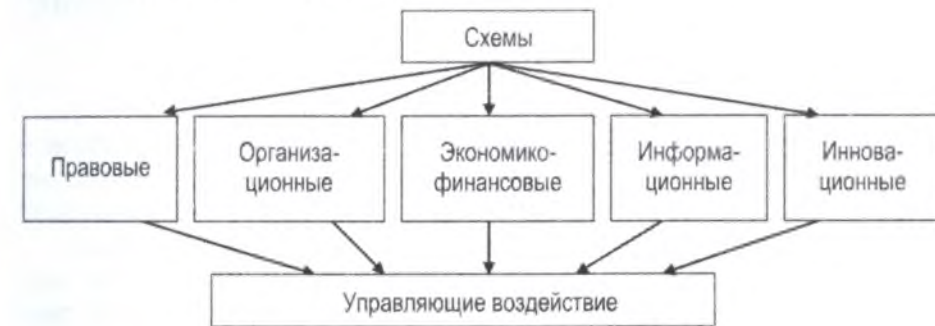 Схемы
Правовые
Организа-
ционные
Экономико-
финансовые
Информа-
ционные
Иннова-
ционные
Управляющие воздействие